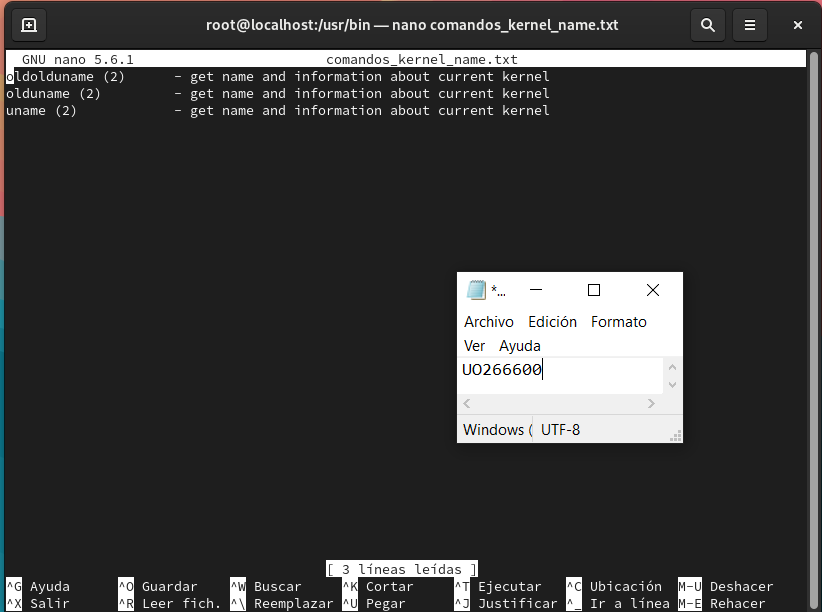 root@localhost:/usr/bin — nano comandos_kernel_name.txt
GNU nano 5.6.1 comandos_kernel_name.txt
oldolduname (2) - get name and information about current kernel
olduname (2) - get name and information about current kernel
uname (2) - get name and information about current kernel
*...
Archivo Edición Formato
Ver Ayuda
UO266600
Windows ( UTF-8
[ 3 líneas leídas ]
^G Ayuda ^O Guardar ^W Buscar ^K Cortar ^T Ejecutar ^C Ubicación M-U Deshacer
^X Salir ^R Leer fich. ^\ Reemplazar ^U Pegar ^J Justificar ^_ Ir a línea M-E Rehacer